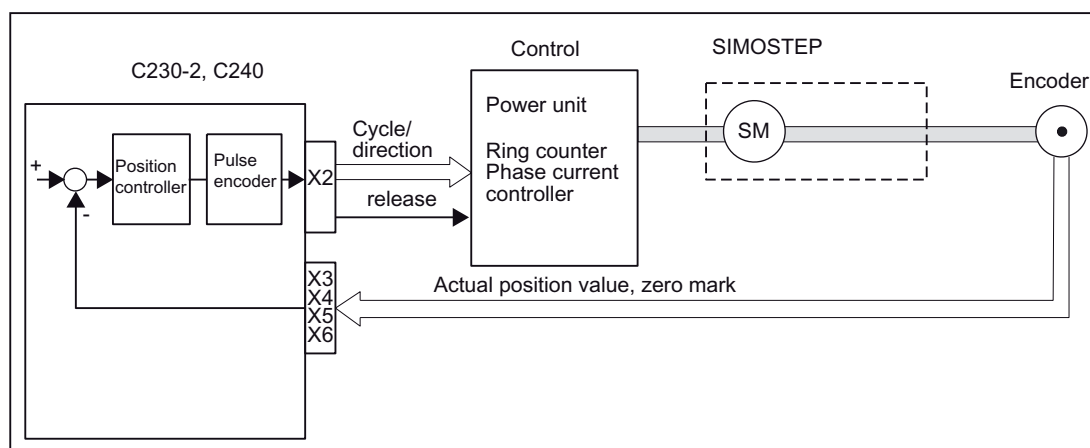 SIMOSTEP
Control
C230-2, C240
Encoder
Power unit
Ring counter
Phase current
controller
SM
Cycle/
direction
release
Position
controller
Pulse
encoder
X2
+
-
X3
X4
X5
X6
Actual position value, zero mark